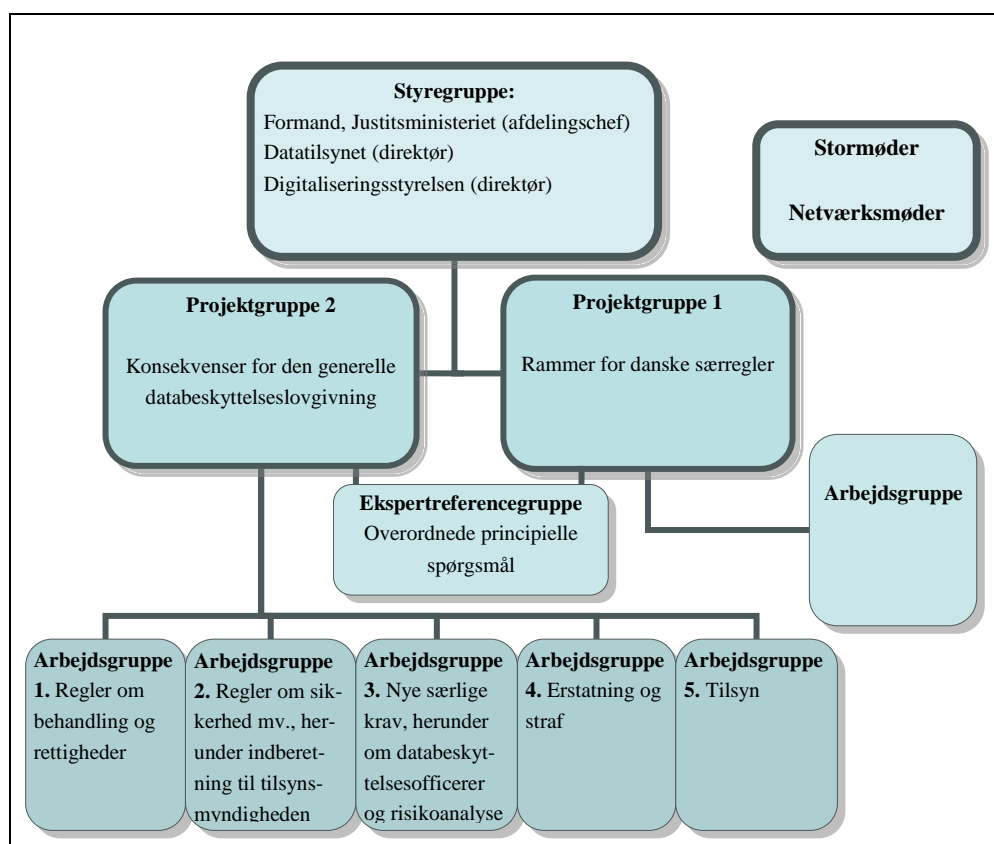 Styregruppe:
Formand, Justitsministeriet (afdelingschef)
Datatilsynet (direktør)
Digitaliseringsstyrelsen (direktør)
Stormøder
Netværksmøder
Projektgruppe 2
Konsekvenser for den generelle
databeskyttelseslovgivning
Projektgruppe 1
Rammer for danske særregler
Ekspertreferencegruppe
Overordnede principielle
spørgsmål
Arbejdsgruppe
Arbejdsgruppe
1. Regler om
behandling og
rettigheder
Arbejdsgruppe
2. Regler om sik-
kerhed mv., her-
under indberet-
ning til tilsyns-
myndigheden
Arbejdsgruppe
3. Nye særlige
krav, herunder
om databeskyt-
telsesofficerer
og risikoanalyse
Arbejdsgruppe
4. Erstatning og
straf
Arbejdsgruppe
5. Tilsyn